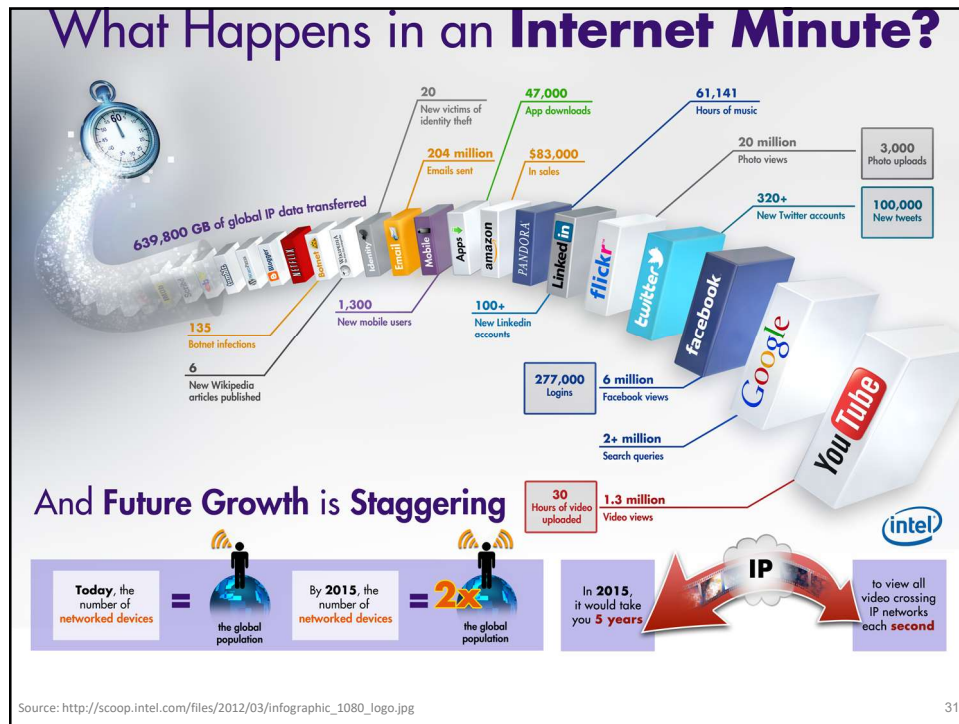 What Happens in an Internet Minute?
60
20
New victims of
identity theft
47,000
App downloads
61,141
Hours of music
204 million
Emails sent
$83,000
In sales
20 million
Photo views
3,000
Photo uploads
320+
New Twitter accounts
100,000
New tweets
639,800 GB of global IP data transferred
Blogger
NETFLIX
Botnet
WIKIPEDIA
Identity
Email
Mobile
Apps
amazon
PANDORA
Linked in
flickr
twitter
facebook
Google
You Tube
1,300
New mobile users
100+
New Linkedin
accounts
135
Botnet infections
6
New Wikipedia
articles published
277,000
Logins
6 million
Facebook views
2+ million
Search queries
30
Hours of video
uploaded
1.3 million
Video views
And Future Growth is Staggering
intel
Today, the
number of
networked devices
=
the global
population
By 2015, the
number of
networked devices
= 2x
the global
population
In 2015,
it would take
you 5 years
IP
to view all
video crossing
IP networks
each second
Source: http://scoop.intel.com/files/2012/03/infographic_1080_logo.jpg
31